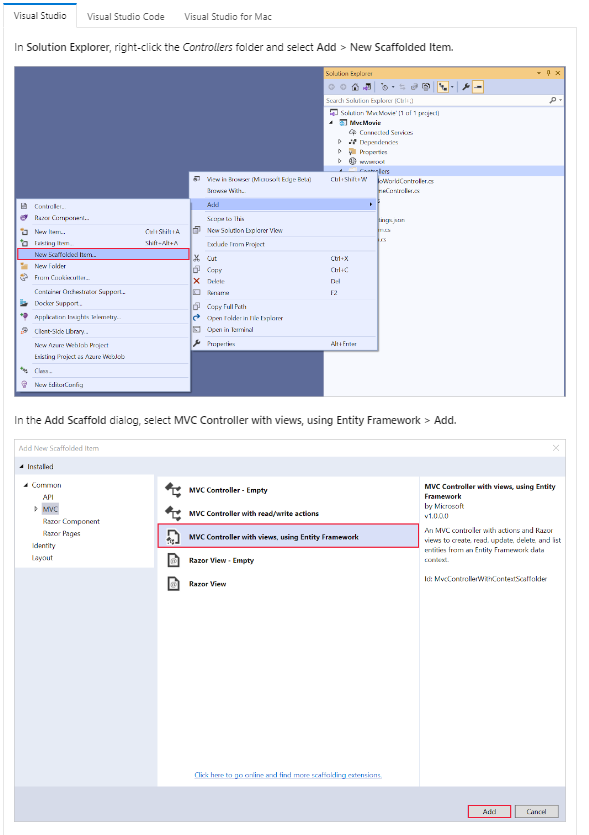 Visual Studio Visual Studio Code Visual Studio for Mac
In Solution Explorer, right-click the Controllers folder and select Add > New Scaffolded Item.
Solution Explorer
Search Solution Explorer (Ctrl+;)
Solution 'MvcMovie' (1 of 1 project)
MvcMovie
Connected Services
Dependencies
Properties
wwwroot
Controllers
oWorldController.cs
meController.cs
s
tings.json
m.cs
.cs
View in Browser (Microsoft Edge Beta) Ctrl+Shift+W
Browse With...
Add
Scope to This
New Solution Explorer View
Exclude From Project
Cut Ctrl+X
Copy Ctrl+C
Delete Del
Rename F2
Copy Full Path
Open Folder in File Explorer
Open in Terminal
Properties Alt+Enter
Controller...
Razor Component...
New Item... Ctrl+Shift+A
Existing Item... Shift+Alt+A
New Scaffolded Item...
New Folder
From Cookiecutter...
Container Orchestrator Support...
Docker Support...
Application Insights Telemetry...
Client-Side Library...
New Azure WebJob Project
Existing Project as Azure WebJob
Class...
New EditorConfig
In the Add Scaffold dialog, select MVC Controller with views, using Entity Framework > Add.
Add New Scaffolded Item
Installed
Common
API
MVC
Razor Component
Razor Pages
Identity
Layout
MVC Controller - Empty
MVC Controller with read/write actions
MVC Controller with views, using Entity Framework
Razor View - Empty
Razor View
MVC Controller with views, using Entity
Framework
by Microsoft
v1.0.0.0
An MVC controller with actions and Razor
views to create, read, update, delete, and list
entities from an Entity Framework data
context.
Id: MvcControllerWithContextScaffolder
Click here to go online and find more scaffolding extensions.
Add Cancel